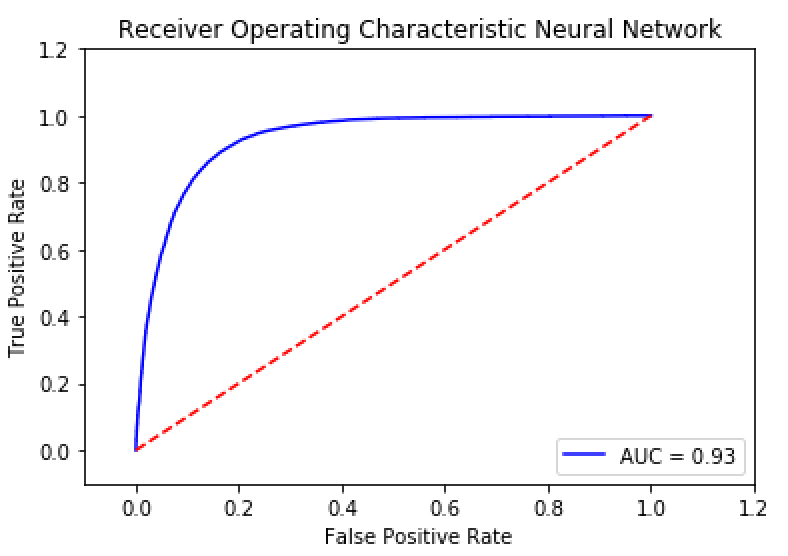 Receiver Operating Characteristic Neural Network
1.2
1.0
0.8
0.6
0.4
0.2
0.0
True Positive Rate
0.0 0.2 0.4 0.6 0.8 1.0 1.2
False Positive Rate
AUC = 0.93